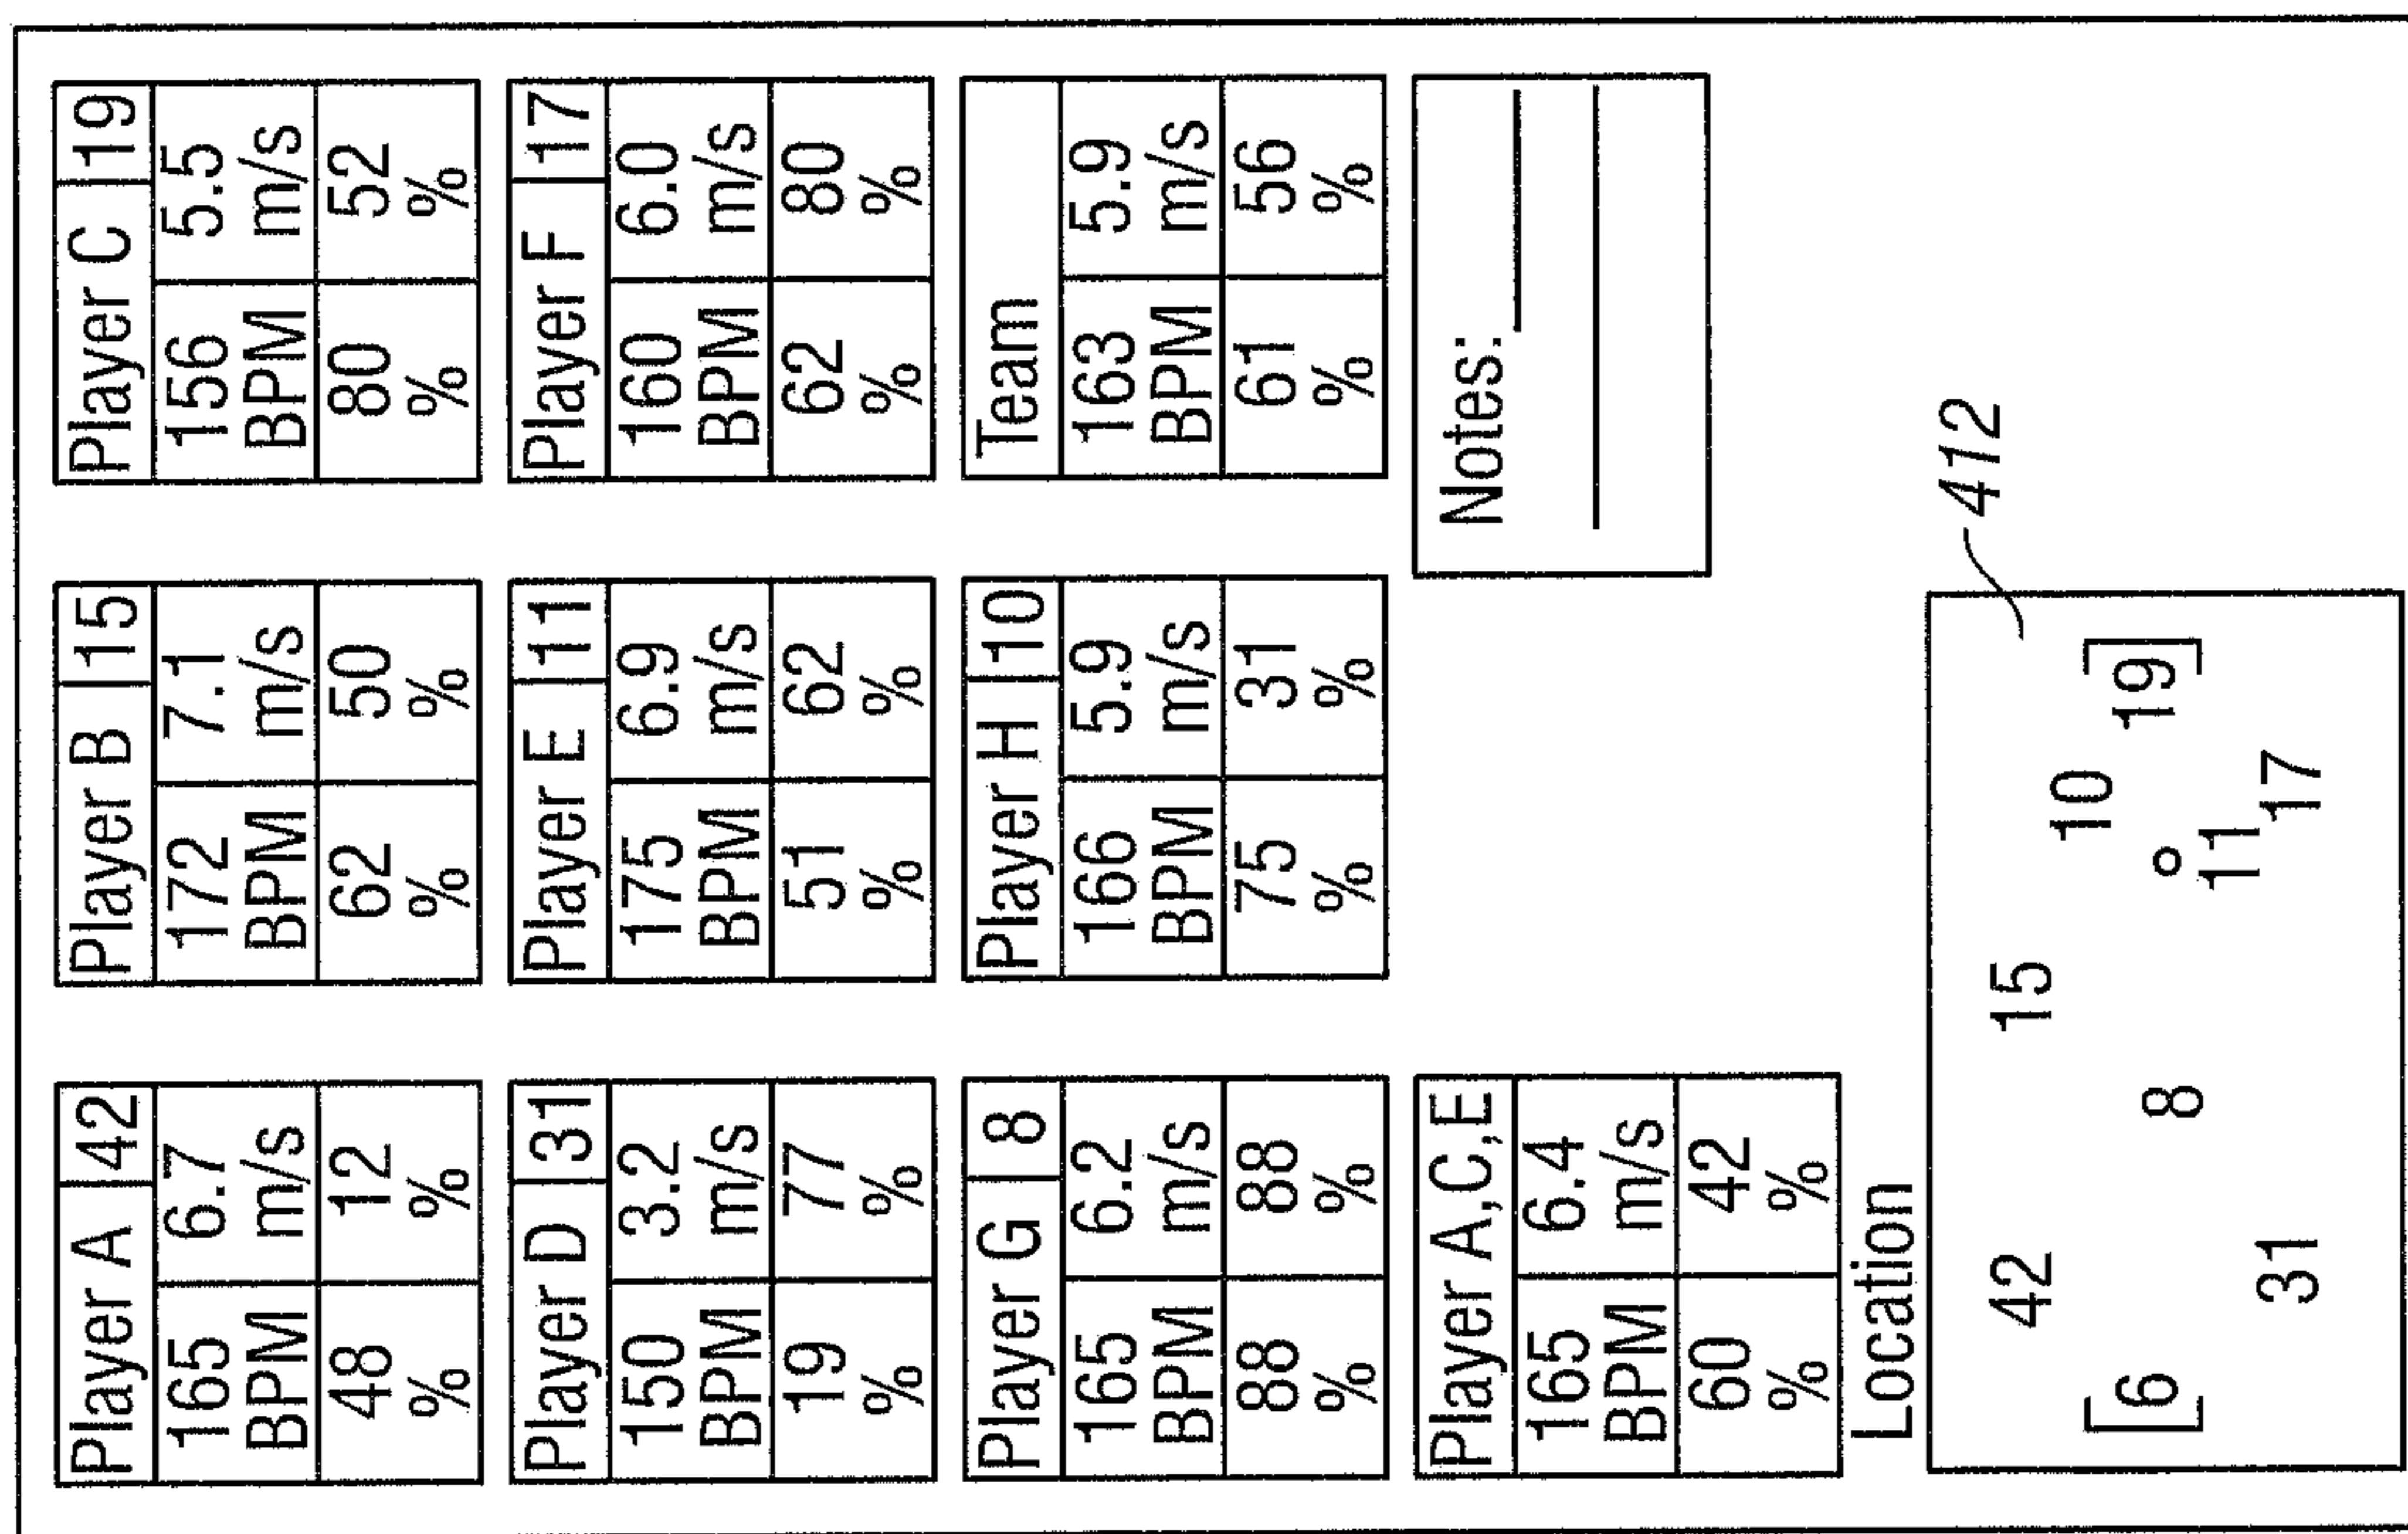 Player A 42
165 BPM 6.7 m/s
48 % 12 %
Player B 15
172 BPM 7.1 m/s
62 % 50 %
Player C 19
156 BPM 5.5 m/s
80 % 52 %
Player D 31
150 BPM 3.2 m/s
19 % 77 %
Player E 11
175 BPM 6.9 m/s
51 % 62 %
Player F 17
160 BPM 6.0 m/s
62 % 80 %
Player G 8
165 BPM 6.2 m/s
88 % 88 %
Player H 10
166 BPM 5.9 m/s
75 % 31 %
Team
163 BPM 5.9 m/s
61 % 56 %
Player A,C,E
165 BPM 6.4 m/s
60 % 42 %
Notes:
Location
412
42 15
10
[6] 8 19]
11
31 17